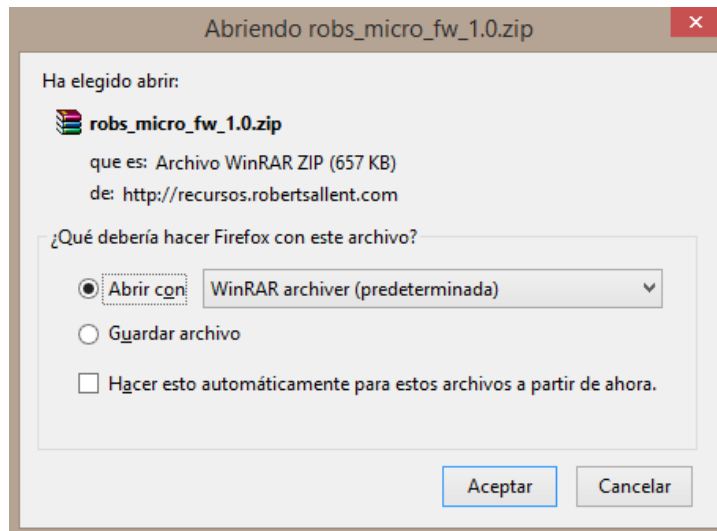 Abriendo robs_micro_fw_1.0.zip
×
Ha elegido abrir:
robs_micro_fw_1.0.zip
que es: Archivo WinRAR ZIP (657 KB)
de: http://recursos.robertsallent.com
¿Qué debería hacer Firefox con este archivo?
Abrir con WinRAR archiver (predeterminada)
Guardar archivo
Hacer esto automáticamente para estos archivos a partir de ahora.
Aceptar Cancelar